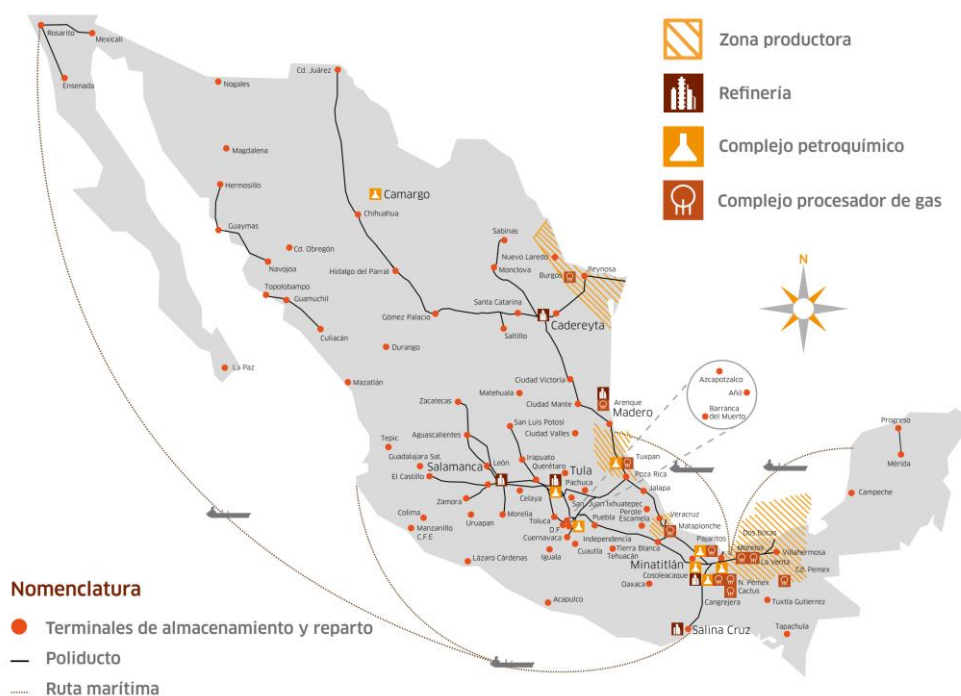 Zona productora
Refinería
Complejo petroquímico
Complejo procesador de gas
N
Rosarito
Mexicali
Ensenada
Nogales
Cd. Juárez
Magdalena
Hermosillo
Camargo
Chihuahua
Guaymas
Cd. Obregón
Navojoa
Hidalgo del Parral
Sabinas
Nuevo Laredo
Monclova
Burgos
Reynosa
Topolobampo
Guamuchil
Culiacán
Gómez Palacio
Santa Catarina
Cadereyta
Saltillo
Durango
La Paz
Mazatlán
Ciudad Victoria
Matehuala
Ciudad Mante
Arenque
Madero
Azcapotzalco
Añil
Barranca
del Muerto
Zacatecas
San Luis Potosí
Ciudad Valles
Aguascalientes
Tepic
Guadalajara Sat.
El Castillo
Salamanca
León
Irapuato
Querétaro
Tula
Pachuca
Tuxpan
Poza Rica
Jalapa
Progreso
Mérida
Campeche
Zamora
Celaya
San Juan Ixhuatepec
Colima
Manzanillo
C.F.E
Uruapan
Morelia
Toluca
D.F.
Cuernavaca
Puebla
Perote
Escamela
Veracruz
Matapionche
Independencia
Cuautla
Iguala
Tierra Blanca
Tehuacán
Lázaro Cárdenas
Acapulco
Oaxaca
Pajaritos
Dos Bocas
Morelos
La Venta
Villahermosa
Cd. Pemex
Minatitlán
Cosoleacaque
N. Pemex
Cactus
Cangrejera
Tuxtla Gutierrez
Salina Cruz
Tapachula
Nomenclatura
Terminales de almacenamiento y reparto
Poliducto
Ruta marítima